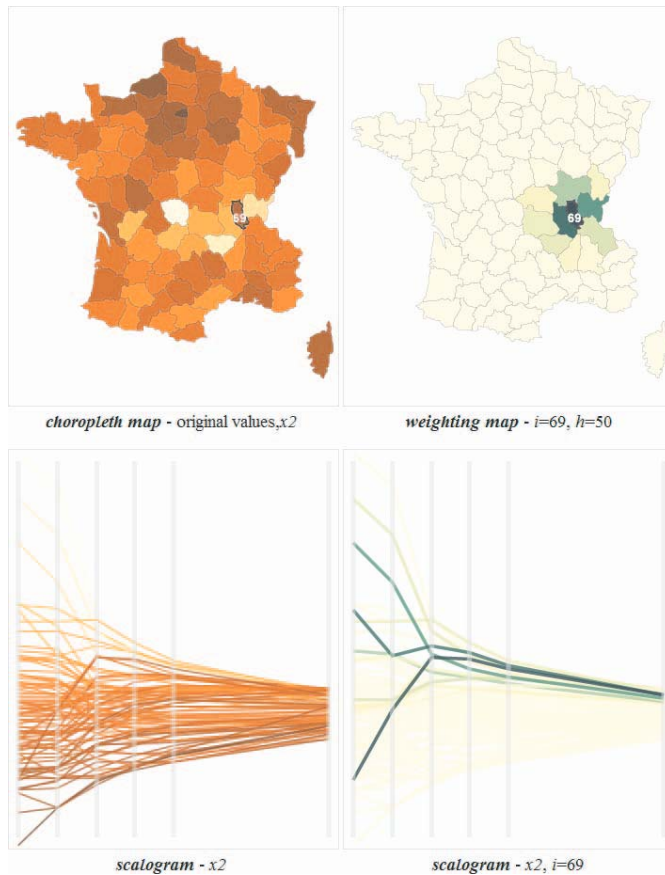 69
69
choropleth map - original values,x2
weighting map - i=69, h=50
scalogram - x2
scalogram - x2, i=69